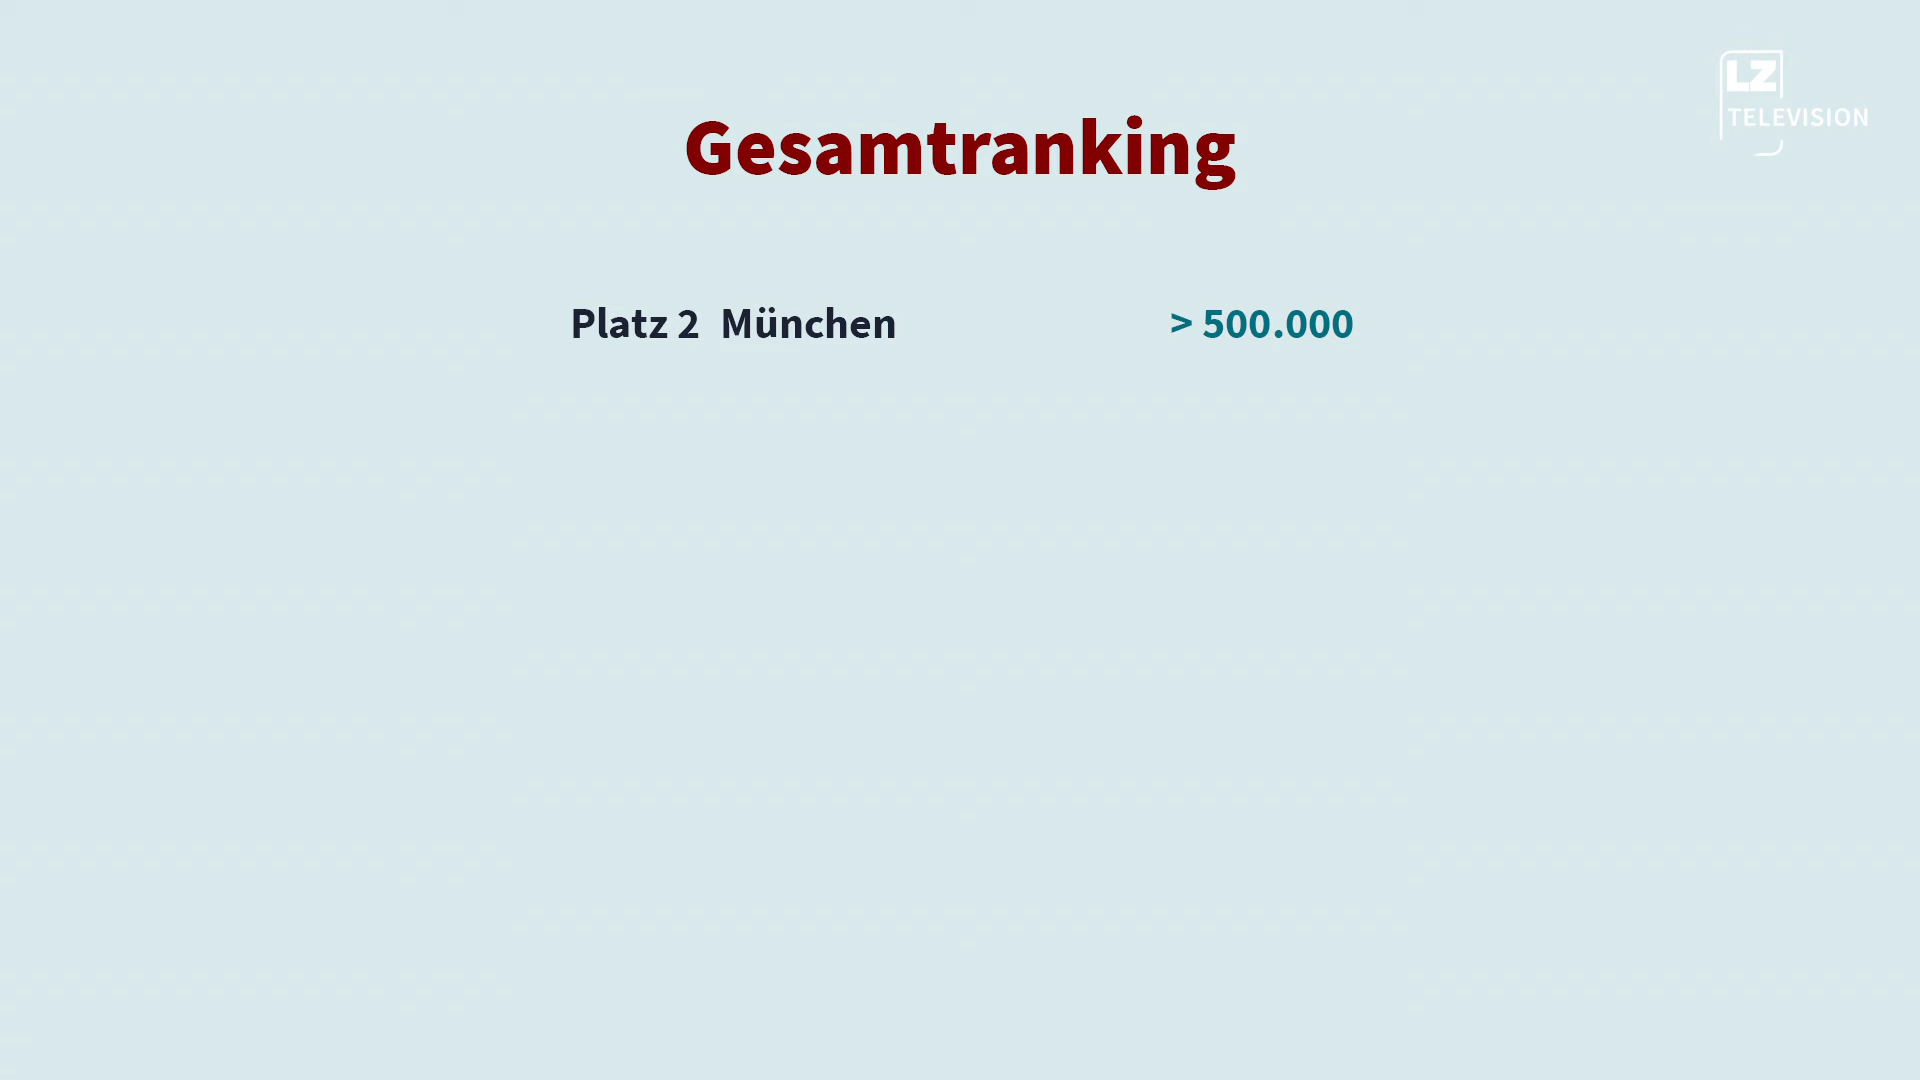 LZ
TELEVISION
Gesamtranking
Platz 2 München > 500.000